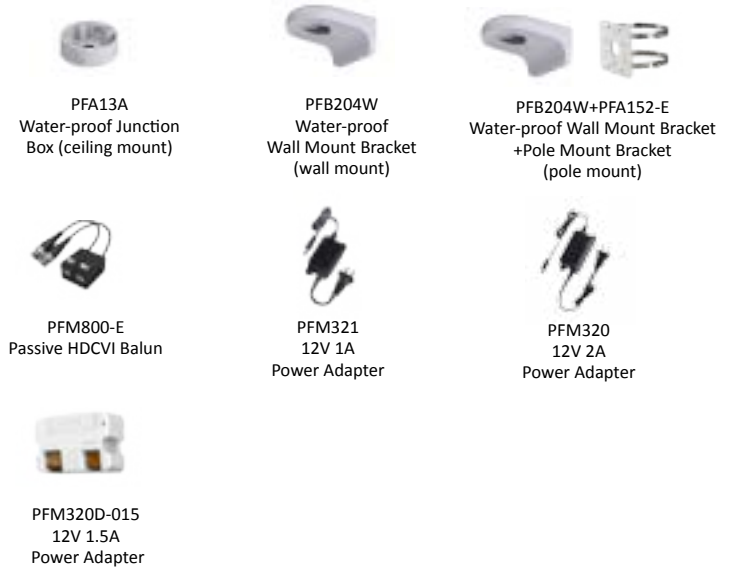 PFA13A
Water-proof Junction
Box (ceiling mount)
PFB204W
Water-proof
Wall Mount Bracket
(wall mount)
PFB204W+PFA152-E
Water-proof Wall Mount Bracket
+Pole Mount Bracket
(pole mount)
PFM800-E
Passive HDCVI Balun
PFM321
12V 1A
Power Adapter
PFM320
12V 2A
Power Adapter
PFM320D-015
12V 1.5A
Power Adapter